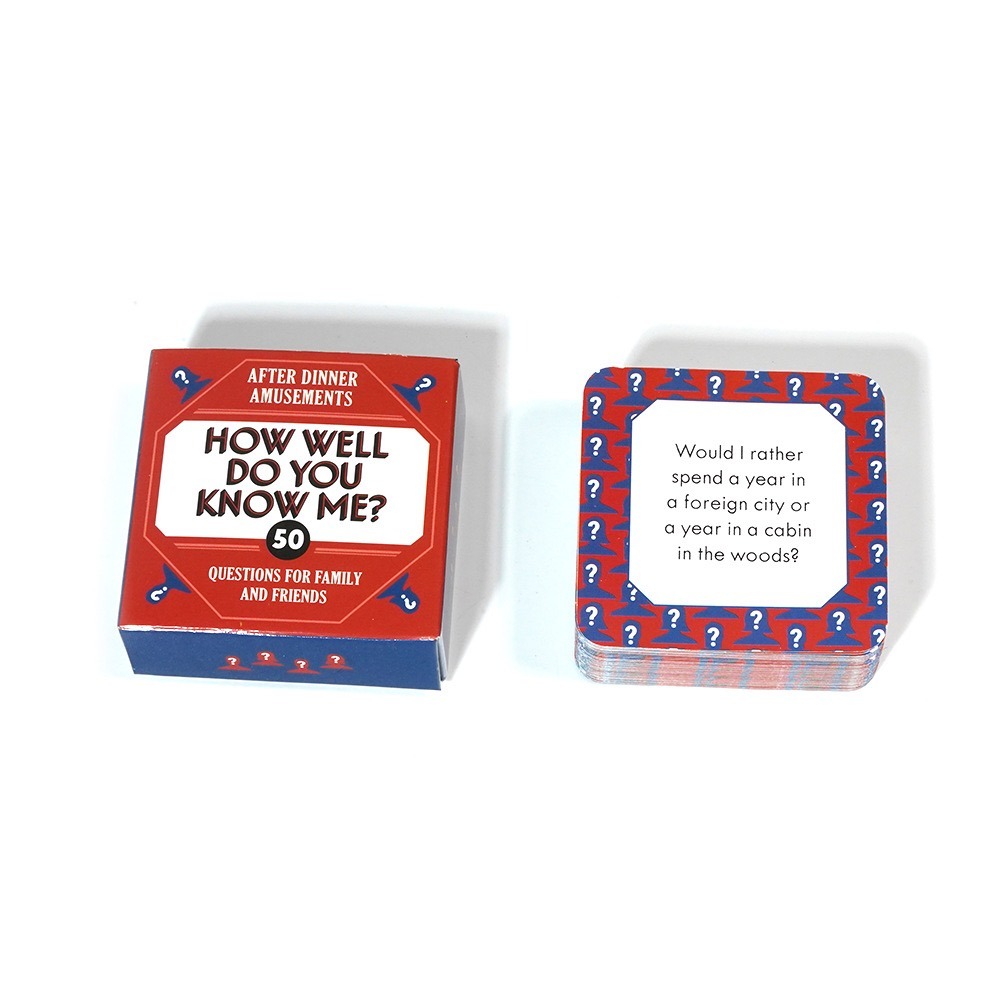 AFTER DINNER
AMUSEMENTS
HOW WELL
DO YOU
KNOW ME?
50
QUESTIONS FOR FAMILY
AND FRIENDS
Would I rather
spend a year in
a foreign city or
a year in a cabin
in the woods?